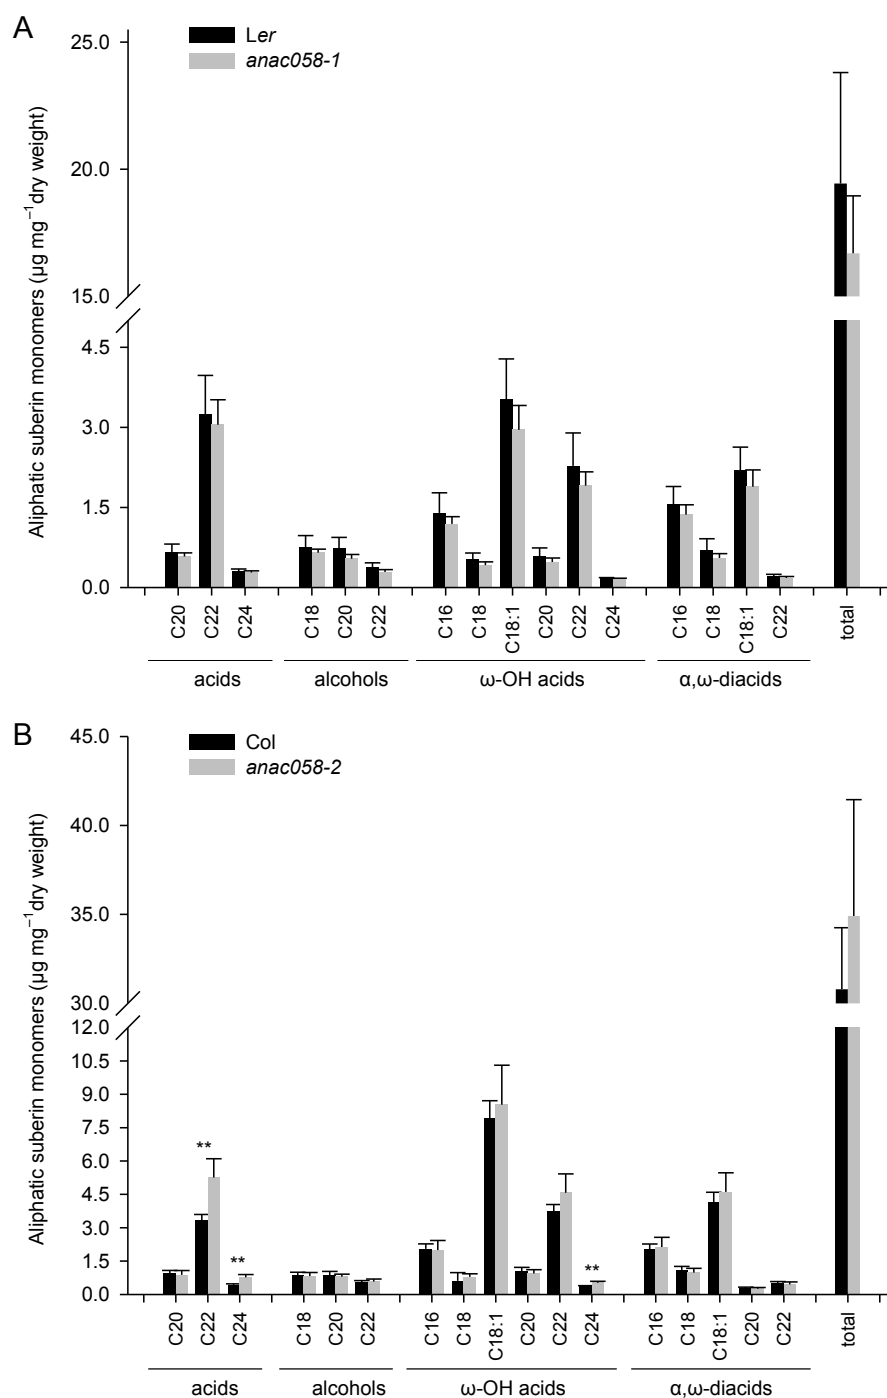 A
Ler
anac058-1
Aliphatic suberin monomers (µg mg⁻¹ dry weight)
25.0
20.0
15.0
4.5
3.0
1.5
0.0
C20 C22 C24 C18 C20 C22 C16 C18 C18:1 C20 C22 C24 C16 C18 C18:1 C22 total
acids alcohols ω-OH acids α,ω-diacids
B
Col
anac058-2
Aliphatic suberin monomers (µg mg⁻¹ dry weight)
45.0
40.0
35.0
30.0
12.0
10.5
9.0
7.5
6.0
4.5
3.0
1.5
0.0
**
**
**
C20 C22 C24 C18 C20 C22 C16 C18 C18:1 C20 C22 C24 C16 C18 C18:1 C20 C22 total
acids alcohols ω-OH acids α,ω-diacids